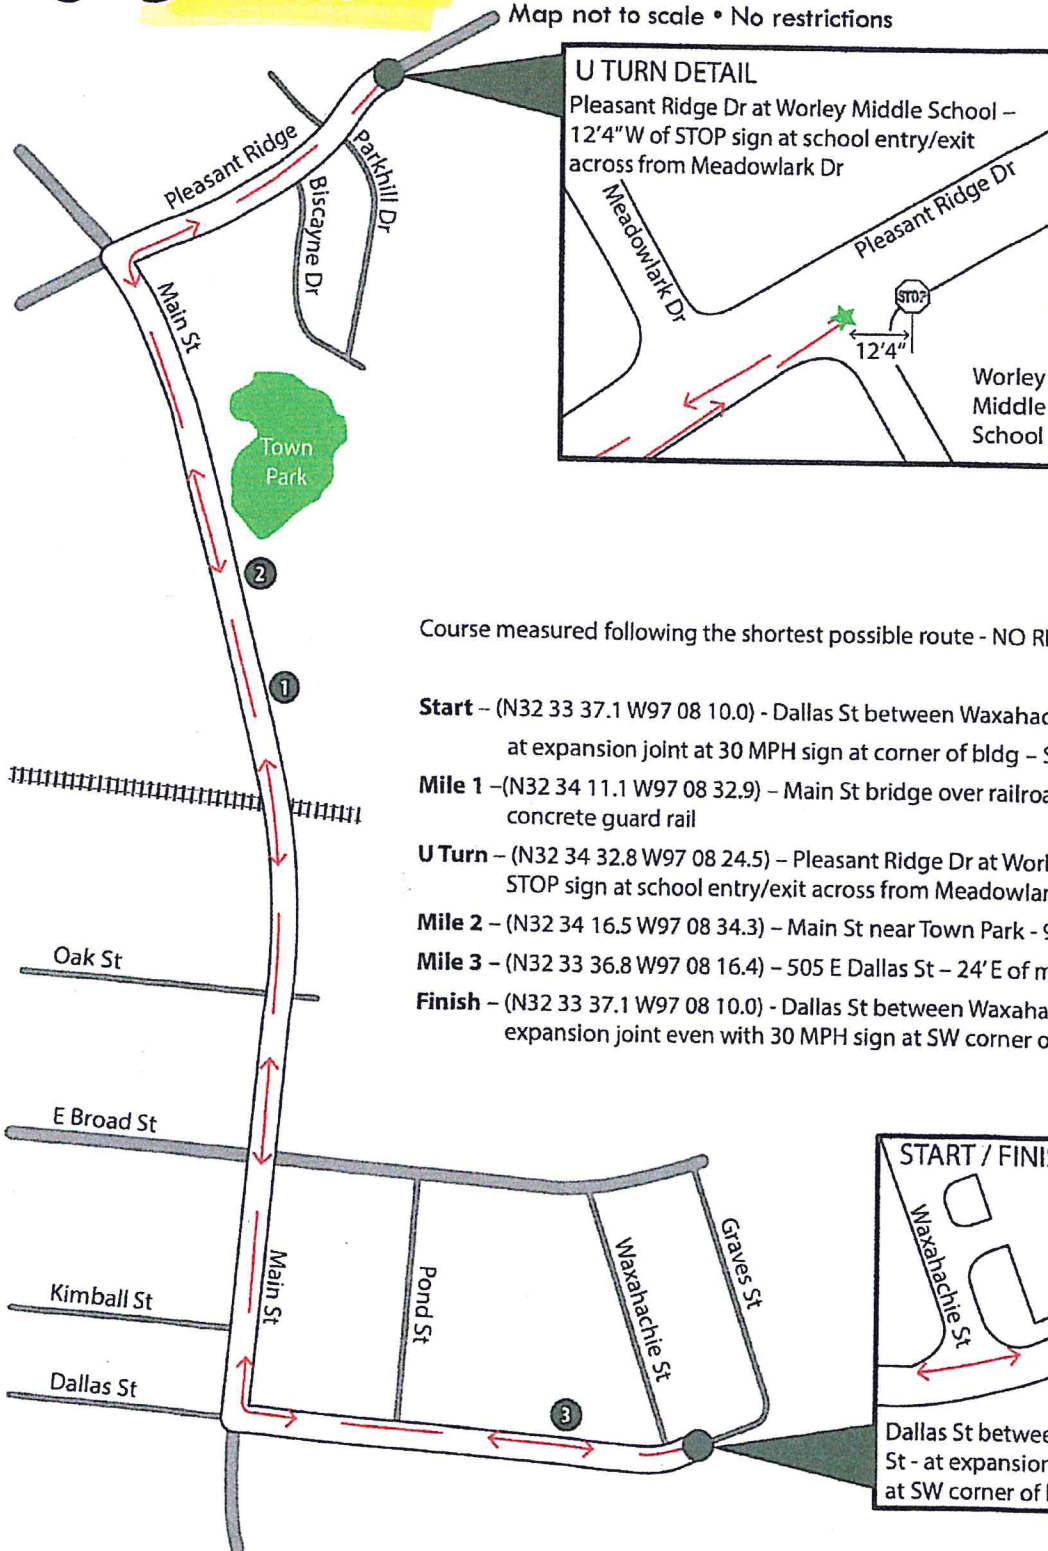 Map not to scale • No restrictions
U TURN DETAIL
Pleasant Ridge Dr at Worley Middle School –
12'4"W of STOP sign at school entry/exit
across from Meadowlark Dr
Meadowlark Dr
Pleasant Ridge Dr
STOP
12'4"
Worley
Middle
School
Pleasant Ridge
Parkhill Dr
Biscayne Dr
Main St
Town
Park
2
1
Course measured following the shortest possible route - NO
Start – (N32 33 37.1 W97 08 10.0) - Dallas St between
at expansion joint at 30 MPH sign at corner of bldg –
Mile 1 –(N32 34 11.1 W97 08 32.9) – Main St bridge over
concrete guard rail
U Turn – (N32 34 32.8 W97 08 24.5) – Pleasant Ridge Dr at
STOP sign at school entry/exit across from
Mile 2 – (N32 34 16.5 W97 08 34.3) – Main St near Town Park -
Mile 3 – (N32 33 36.8 W97 08 16.4) – 505 E Dallas St – 24' E of
Finish – (N32 33 37.1 W97 08 10.0) - Dallas St between
expansion joint even with 30 MPH sign at SW corner
Oak St
E Broad St
Main St
Pond St
Waxahachie St
Graves St
Kimball St
Dallas St
3
START / 
Waxahachie St
Dallas St
St - at expansion
at SW corner of